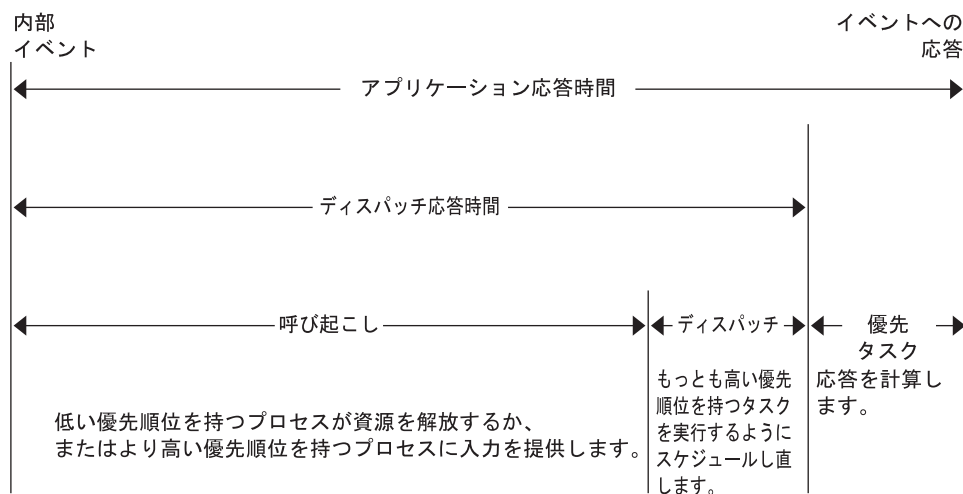 内部
イベント
イベントへの
応答
アプリケーション応答時間
ディスパッチ応答時間
呼び起こし
ディスパッチ
優先
タスク
低い優先順位を持つプロセスが資源を解放するか、
またはより高い優先順位を持つプロセスに入力を提供します。
もっとも高い優先
順位を持つタスク
を実行するように
スケジュールし直
します。
応答を計算し
ます。